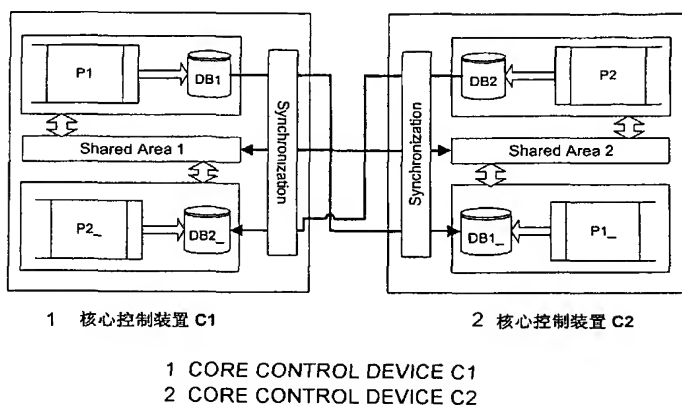 P1
DB1
DB2
P2
Synchronization
Synchronization
Shared Area 1
Shared Area 2
P2_
DB2_
DB1_
P1_
1 核心控制装置 C1
2 核心控制装置 C2
1 CORE CONTROL DEVICE C1
2 CORE CONTROL DEVICE C2